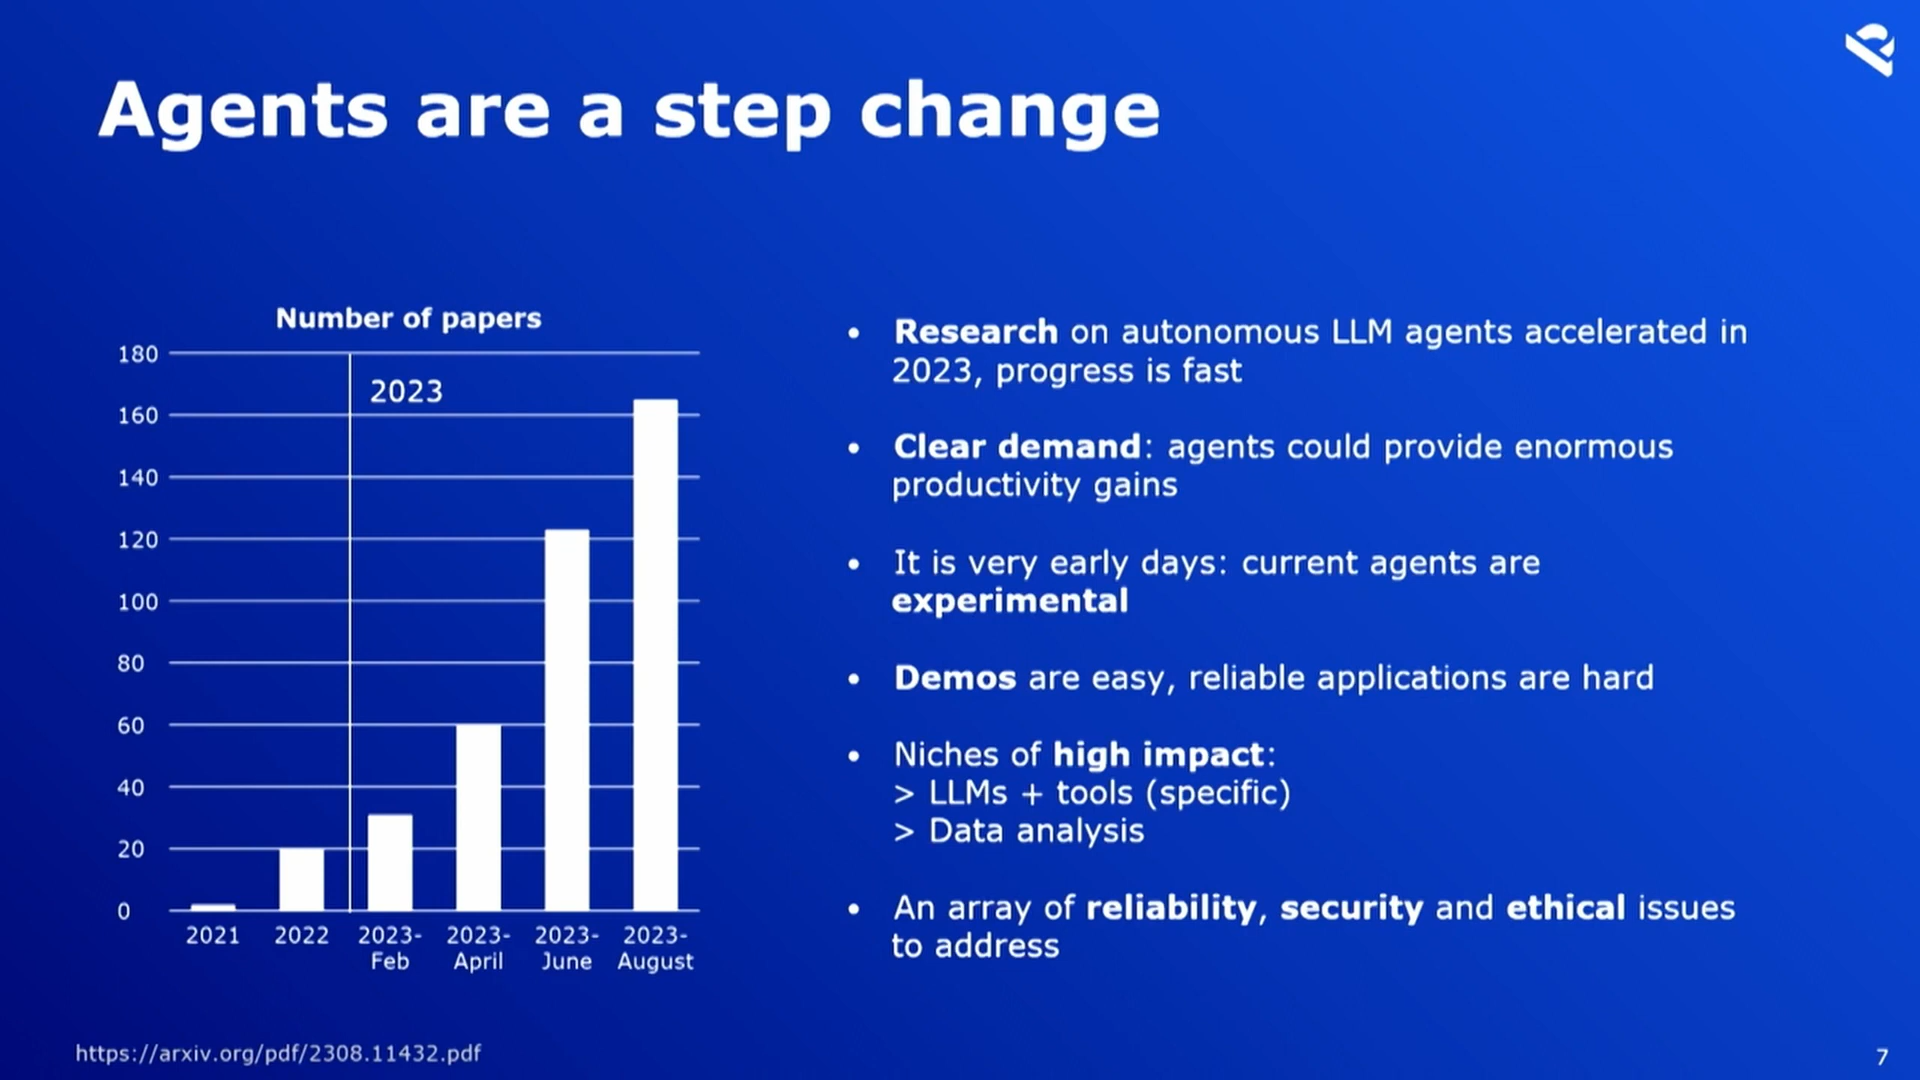 Agents are a step change
Number of papers
180
160
140
120
100
80
60
40
20
0
2023
2021
2022
2023-
Feb
2023-
April
2023-
June
2023-
August
• Research on autonomous LLM agents accelerated in
2023, progress is fast
• Clear demand: agents could provide enormous
productivity gains
• It is very early days: current agents are
experimental
• Demos are easy, reliable applications are hard
• Niches of high impact:
> LLMs + tools (specific)
> Data analysis
• An array of reliability, security and ethical issues
to address
https://arxiv.org/pdf/2308.11432.pdf
7